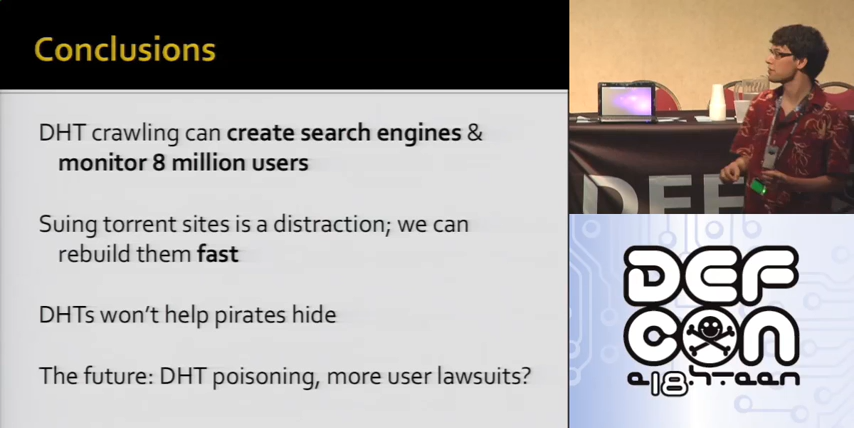 Conclusions
DHT crawling can create search engines &
monitor 8 million users
Suing torrent sites is a distraction; we can
rebuild them fast
DHTs won't help pirates hide
The future: DHT poisoning, more user lawsuits?
DEF
DEF
CON